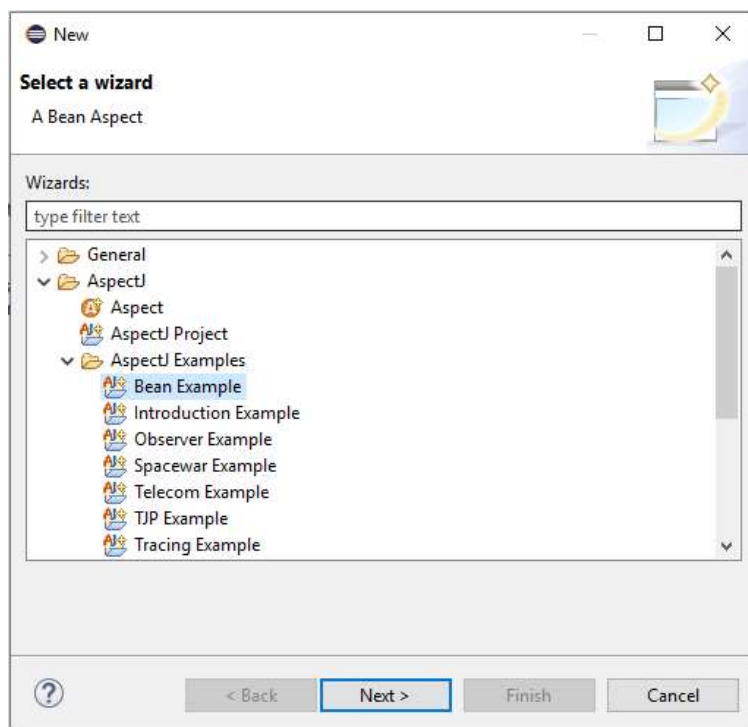 New
Select a wizard
A Bean Aspect
Wizards:
type filter text
General
AspectJ
Aspect
AspectJ Project
AspectJ Examples
Bean Example
Introduction Example
Observer Example
Spacewar Example
Telecom Example
TJP Example
Tracing Example
? < Back Next > Finish Cancel